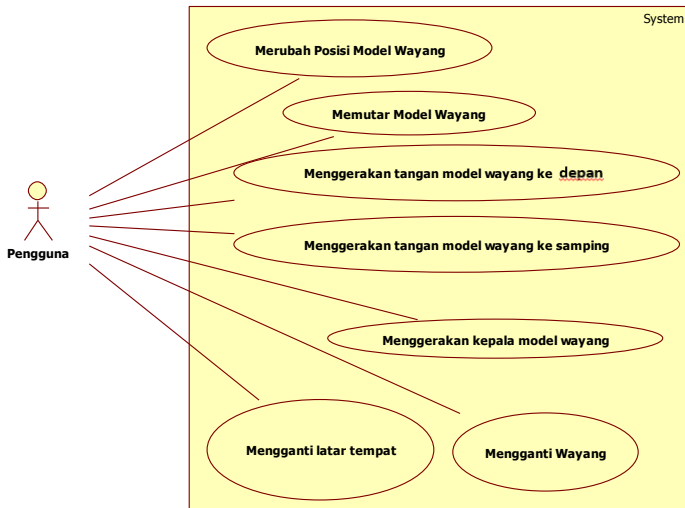 System
Merubah Posisi Model Wayang
Memutar Model Wayang
Menggerakan tangan model wayang ke depan
Pengguna
Menggerakan tangan model wayang ke samping
Menggerakan kepala model wayang
Mengganti latar tempat
Mengganti Wayang